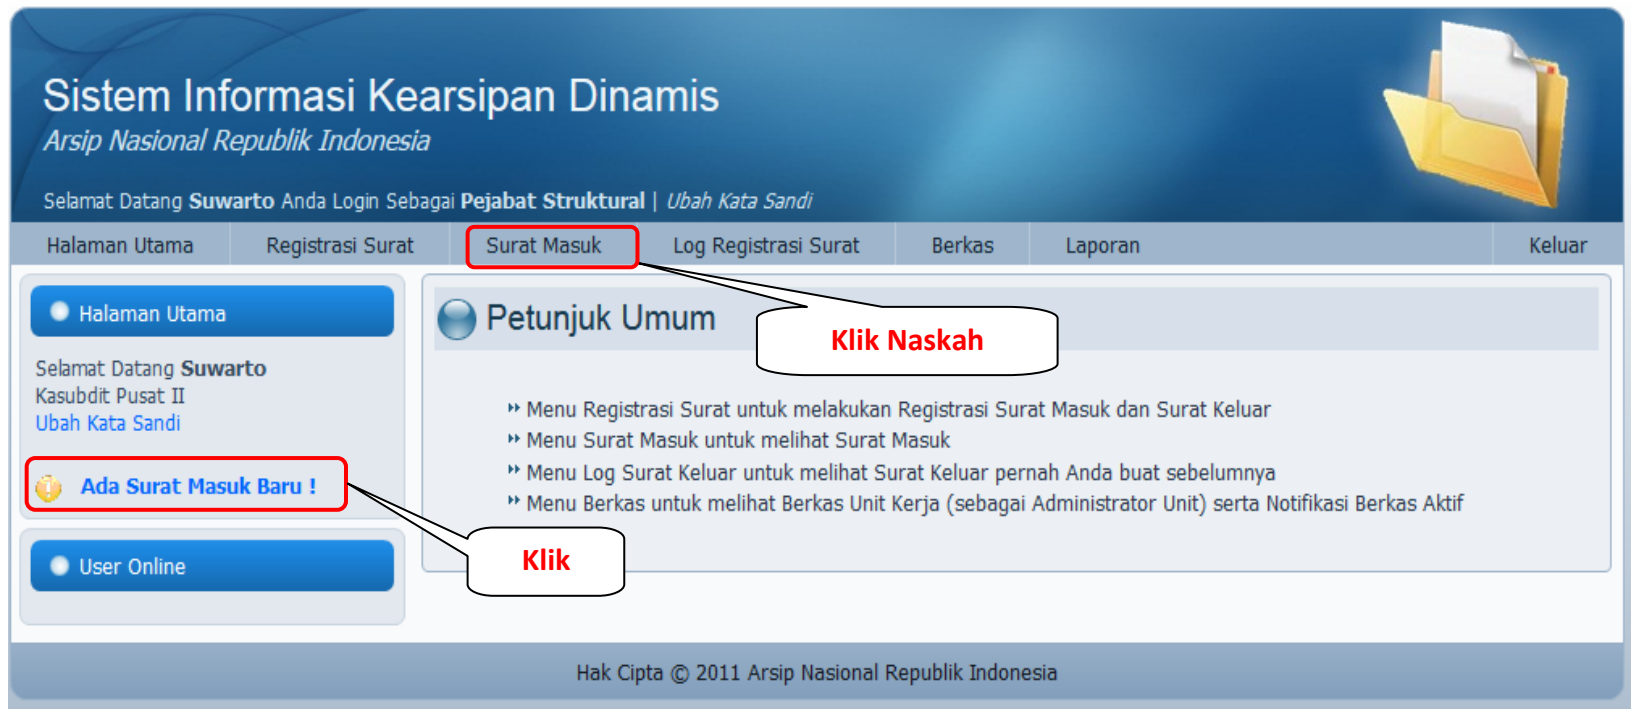 Sistem Informasi Kearsipan Dinamis
Arsip Nasional Republik Indonesia
Selamat Datang Suwarto Anda Login Sebagai Pejabat Struktural | Ubah Kata Sandi
Halaman Utama Registrasi Surat Surat Masuk Log Registrasi Surat Berkas Laporan Keluar
Halaman Utama
Selamat Datang Suwarto
Kasubdit Pusat II
Ubah Kata Sandi
Ada Surat Masuk Baru !
Klik
User Online
Petunjuk Umum
Klik Naskah
Menu Registrasi Surat untuk melakukan Registrasi Surat Masuk dan Surat Keluar
Menu Surat Masuk untuk melihat Surat Masuk
Menu Log Surat Keluar untuk melihat Surat Keluar pernah Anda buat sebelumnya
Menu Berkas untuk melihat Berkas Unit Kerja (sebagai Administrator Unit) serta Notifikasi Berkas Aktif
Hak Cipta © 2011 Arsip Nasional Republik Indonesia